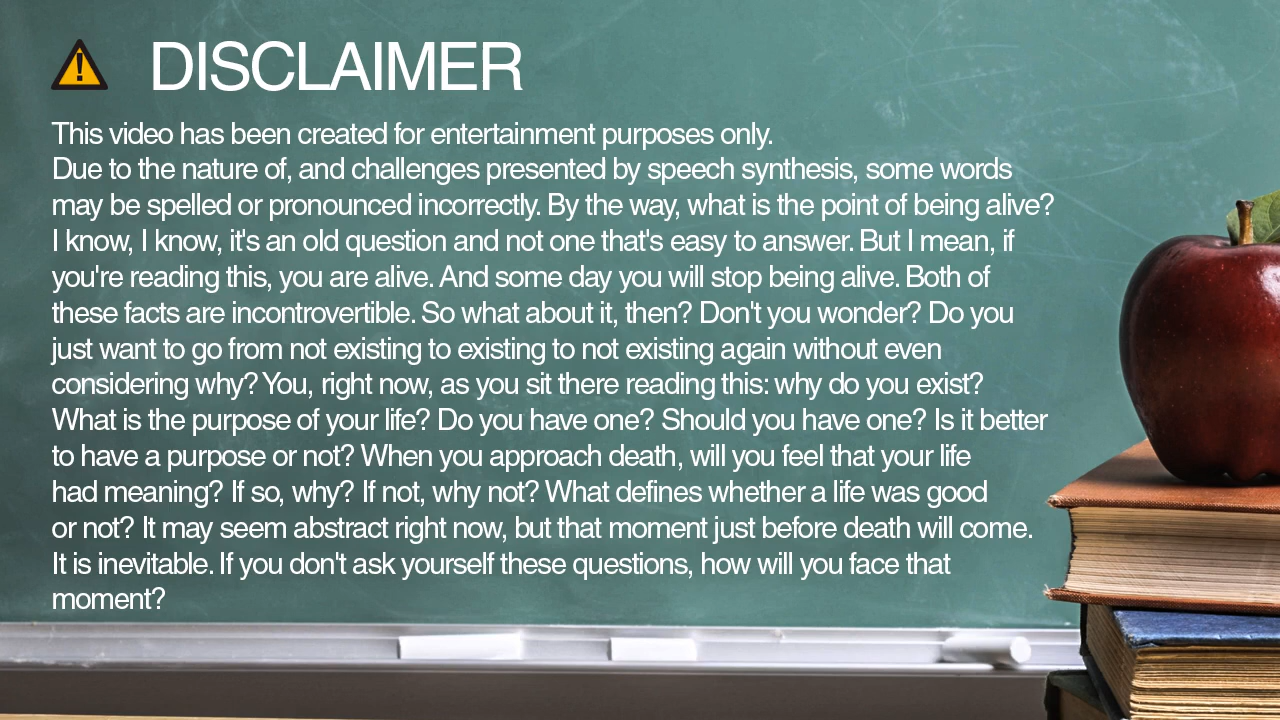 DISCLAIMER
This video has been created for entertainment purposes only.
Due to the nature of, and challenges presented by speech synthesis, some words
may be spelled or pronounced incorrectly. By the way, what is the point of being alive?
I know, I know, it's an old question and not one that's easy to answer. But I mean, if
you're reading this, you are alive. And some day you will stop being alive. Both of
these facts are incontrovertible. So what about it, then? Don't you wonder? Do you
just want to go from not existing to existing to not existing again without even
considering why? You, right now, as you sit there reading this: why do you exist?
What is the purpose of your life? Do you have one? Should you have one? Is it better
to have a purpose or not? When you approach death, will you feel that your life
had meaning? If so, why? If not, why not? What defines whether a life was good
or not? It may seem abstract right now, but that moment just before death will come.
It is inevitable. If you don't ask yourself these questions, how will you face that
moment?